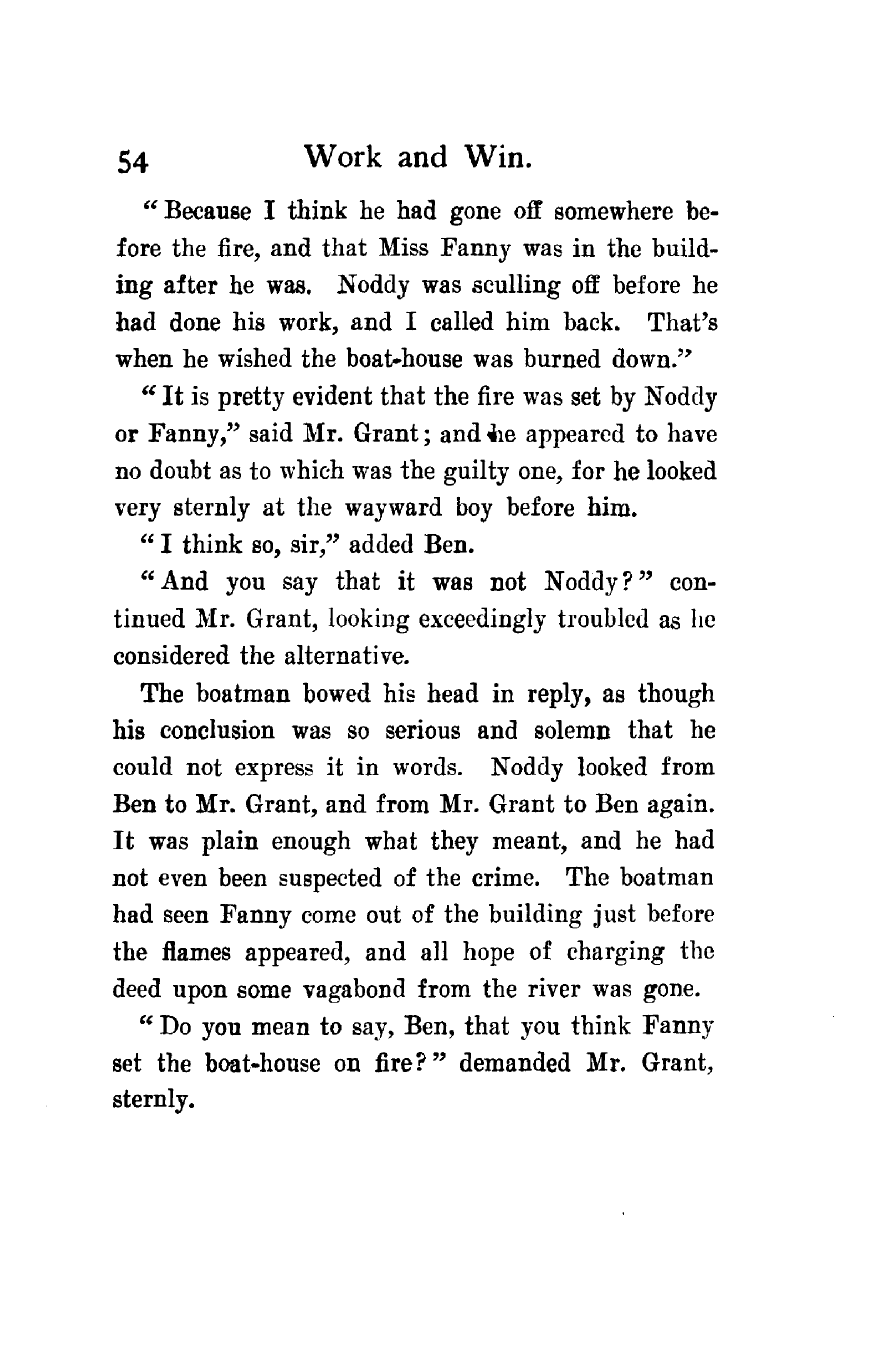 54 Work and Win.
“Because I think he had gone off somewhere be-
fore the fire, and that Miss Fanny was in the build-
ing after he was. Noddy was sculling off before he
had done his work, and I called him back. That’s
when he wished the boat-house was burned down.”
“It is pretty evident that the fire was set by Noddy
or Fanny,” said Mr. Grant; and he appeared to have
no doubt as to which was the guilty one, for he looked
very sternly at the wayward boy before him.
“I think so, sir,” added Ben.
“And you say that it was not Noddy?” con-
tinued Mr. Grant, looking exceedingly troubled as he
considered the alternative.
The boatman bowed his head in reply, as though
his conclusion was so serious and solemn that he
could not express it in words. Noddy looked from
Ben to Mr. Grant, and from Mr. Grant to Ben again.
It was plain enough what they meant, and he had
not even been suspected of the crime. The boatman
had seen Fanny come out of the building just before
the flames appeared, and all hope of charging the
deed upon some vagabond from the river was gone.
“Do you mean to say, Ben, that you think Fanny
set the boat-house on fire?” demanded Mr. Grant,
sternly.